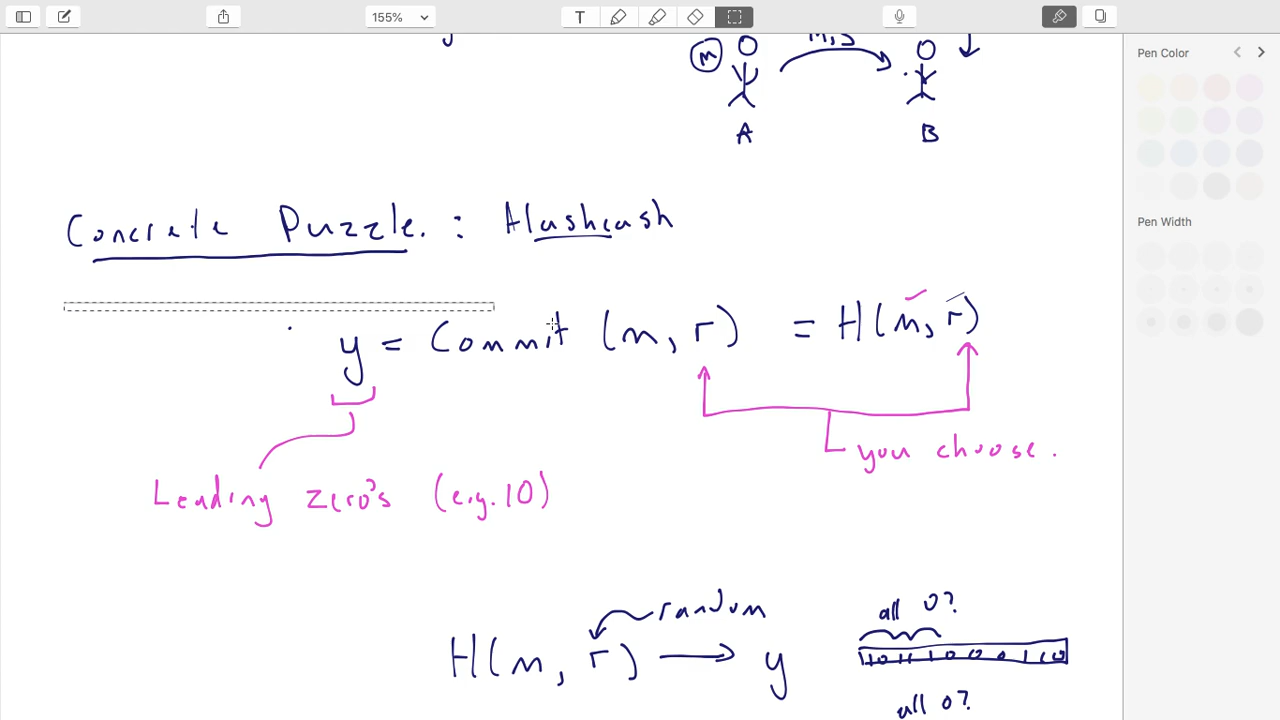 155%
T
Pen Color
y
m
m, s
A
B
Concrete Puzzle. : Hashcash
Pen Width
y = Commit (m, r) = H(m, r)
you choose.
Leading zero's (e.g. 10)
random
all 0?
H(m, r) → y
all 0?